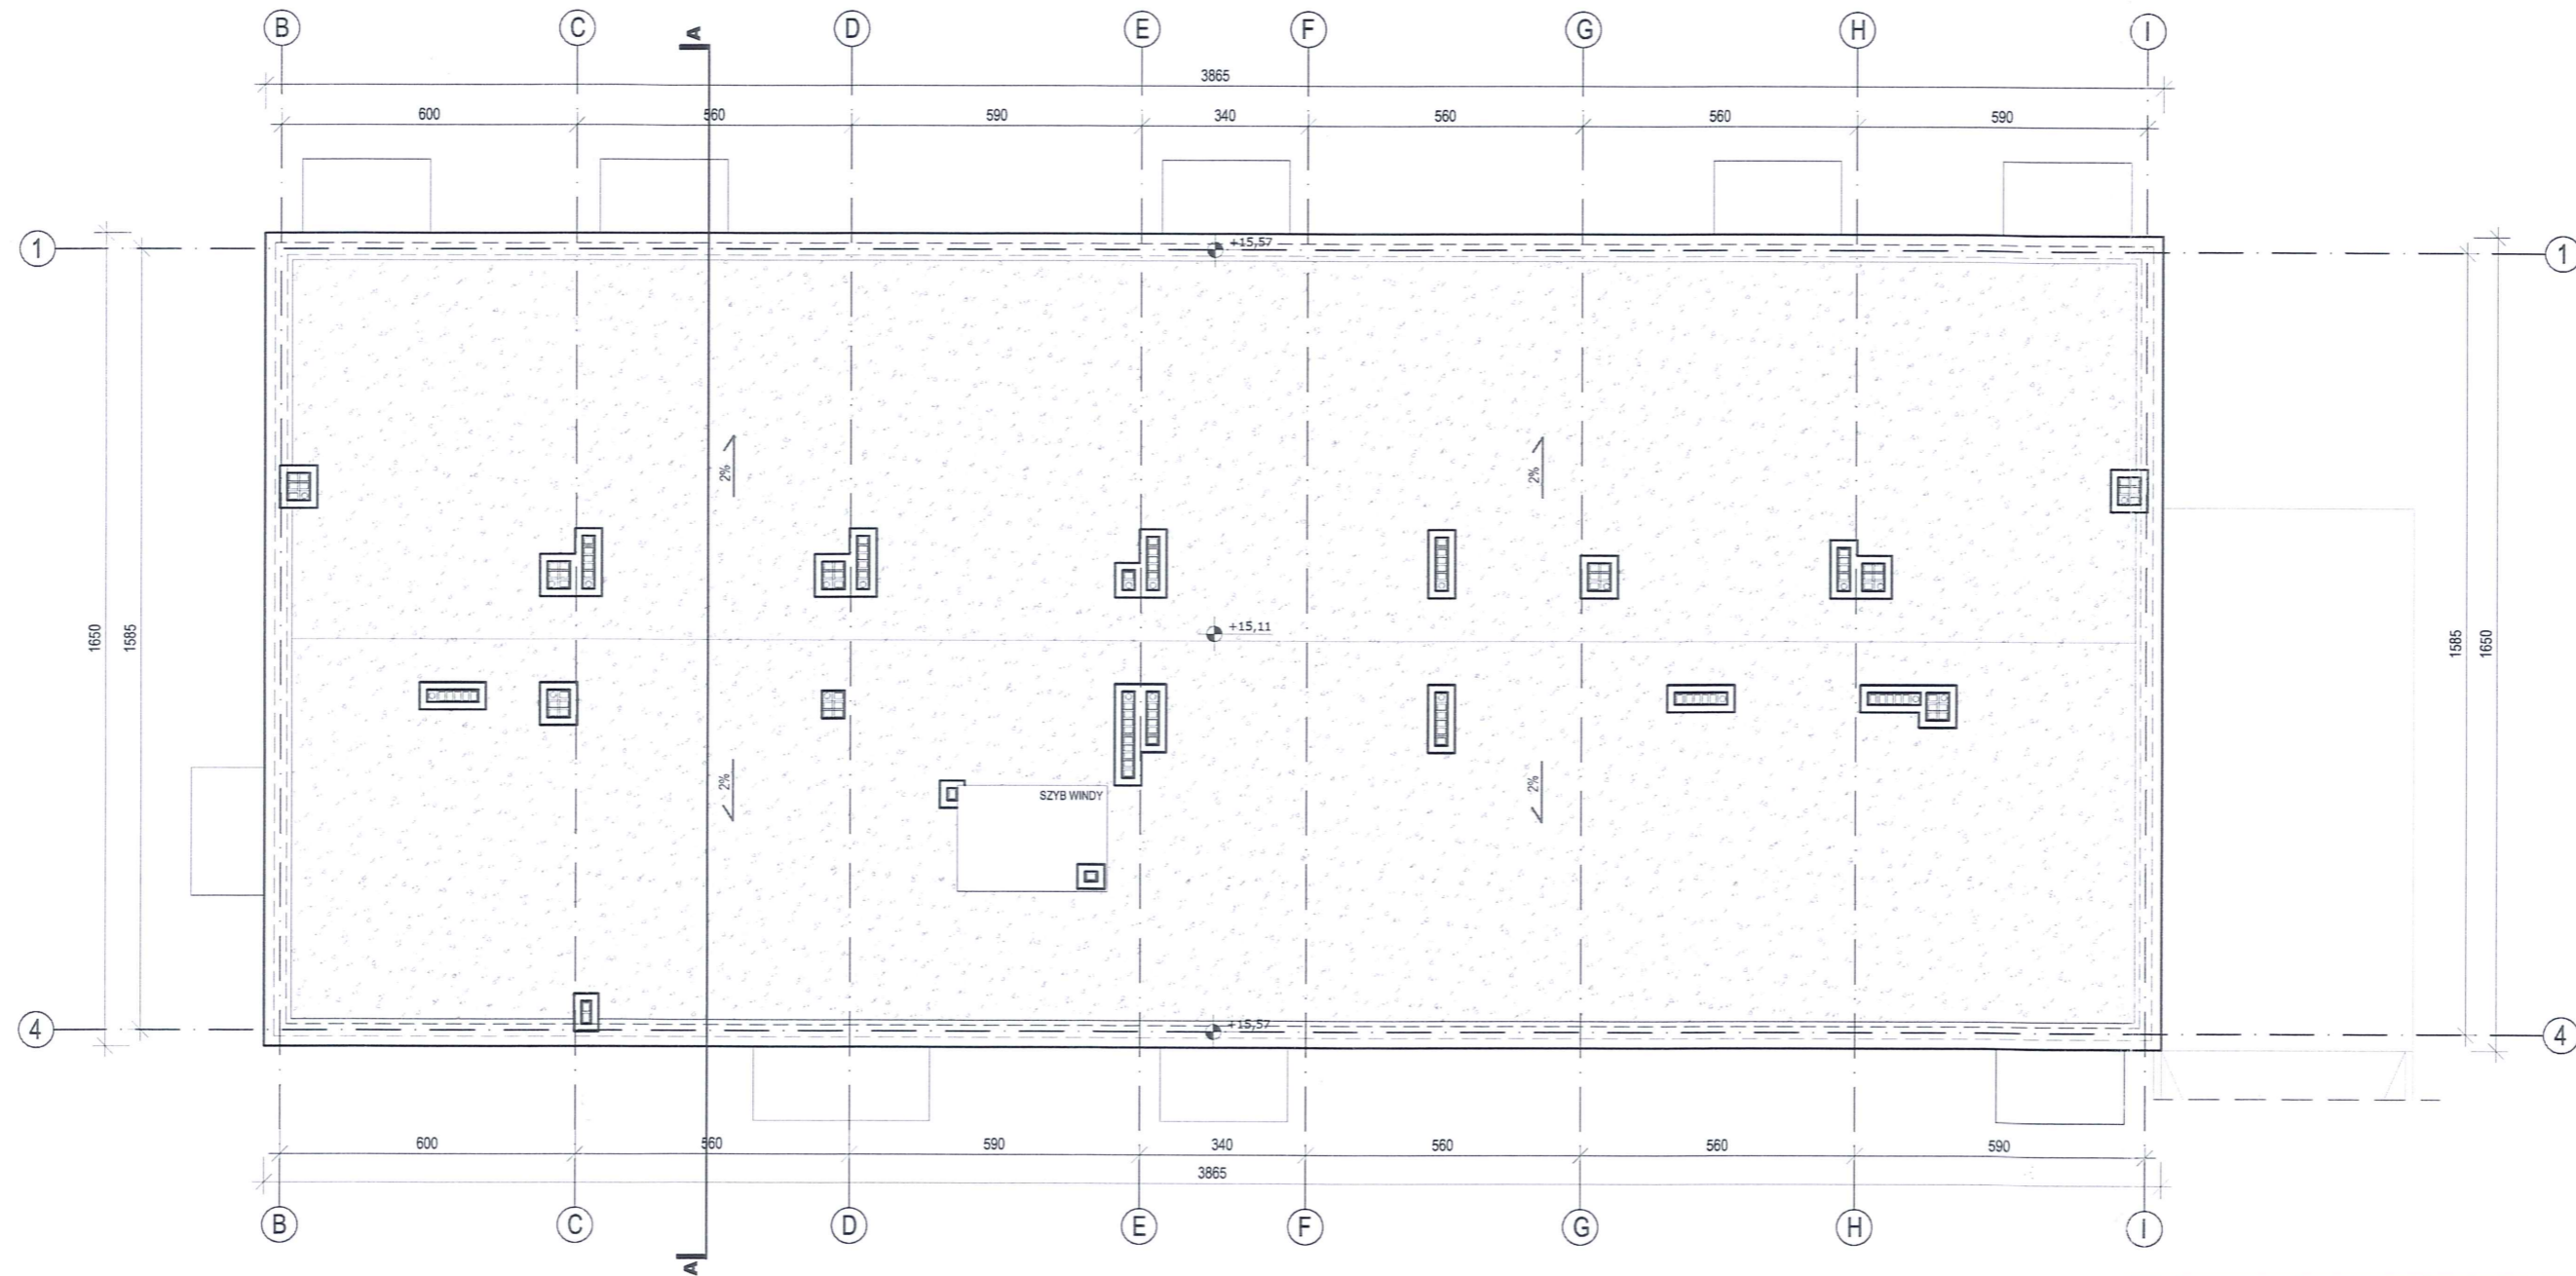 B C D E F G H I
A
3865
600 560 590 340 560 560 590
1 +15,57 1
2% 2%
1650 1585 +15,11 1585 1650
2% 2%
SZYB WINDY
4 +15,57 4
600 560 590 340 560 560 590
3865
B C D E F G H I
A